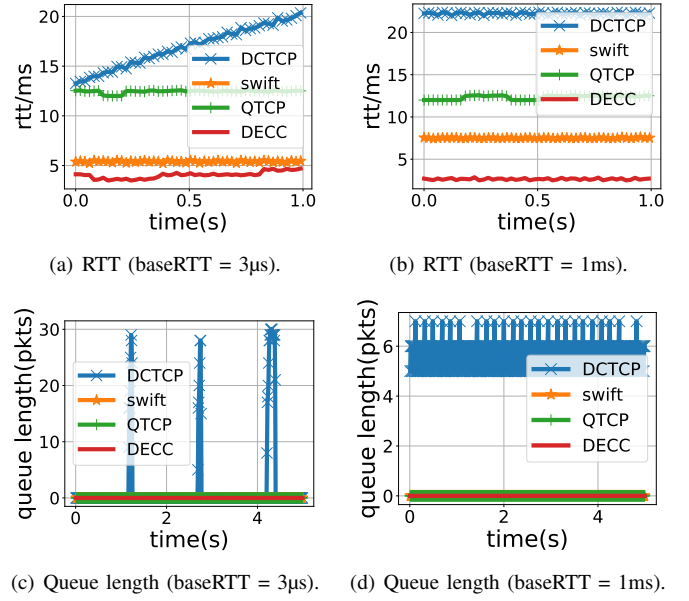 20
15
10
5
rtt/ms
DCTCP
swift
QTCP
DECC
0.0 0.5 1.0
time(s)
(a) RTT (baseRTT = 3μs).
20
15
10
5
rtt/ms
DCTCP
swift
QTCP
DECC
0.0 0.5 1.0
time(s)
(b) RTT (baseRTT = 1ms).
30
20
10
0
queue length(pkts)
DCTCP
swift
QTCP
DECC
0 2 4
time(s)
(c) Queue length (baseRTT = 3μs).
6
4
2
0
queue length(pkts)
DCTCP
swift
QTCP
DECC
0 2 4
time(s)
(d) Queue length (baseRTT = 1ms).